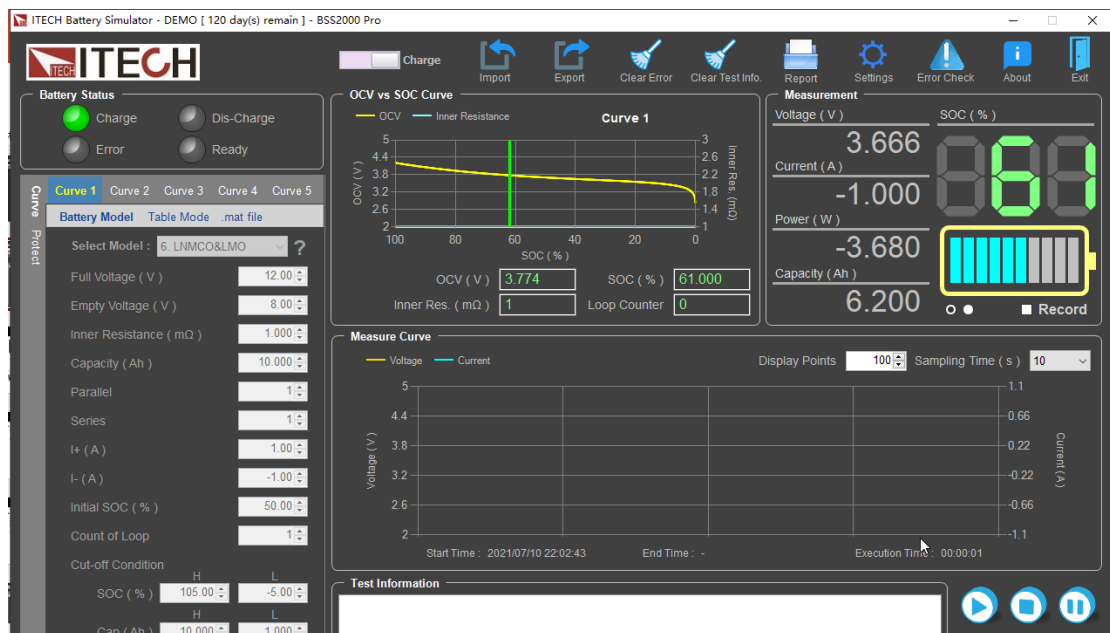 ITECH Battery Simulator - DEMO [ 120 day(s) remain ] - BSS2000 Pro
ITECH ITECH
Charge
Import Export Clear Error Clear Test Info. Report Settings Error Check About Exit
Battery Status
Charge Dis-Charge
Error Ready
Curve Protect
Curve 1 Curve 2 Curve 3 Curve 4 Curve 5
Battery Model Table Mode .mat file
Select Model : 6. LNMCO&LMO ?
Full Voltage ( V ) 12.00
Empty Voltage ( V ) 8.00
Inner Resistance ( mΩ ) 1.000
Capacity ( Ah ) 10.000
Parallel 1
Series 1
I+ ( A ) 1.00
I- ( A ) -1.00
Initial SOC ( % ) 50.00
Count of Loop 1
Cut-off Condition
H L
SOC ( % ) 105.00 -5.00
H L
Cap ( Ah ) 10.000 1.000
OCV vs SOC Curve
OCV Inner Resistance Curve 1
5 3
4.4 2.6
3.8 2.2
3.2 1.8
2.6 1.4
2 1
OCV ( V )
Inner Res. ( mΩ )
100 80 60 40 20 0
SOC ( % )
OCV ( V ) 3.774 SOC ( % ) 61.000
Inner Res. ( mΩ ) 1 Loop Counter 0
Measurement
Voltage ( V ) SOC ( % )
3.666
Current ( A )
-1.000
Power ( W )
-3.680
Capacity ( Ah )
6.200
61
Record
Measure Curve
Voltage Current Display Points 100 Sampling Time ( s ) 10
5 1.1
4.4 0.66
3.8 0.22
3.2 -0.22
2.6 -0.66
2 -1.1
Voltage ( V )
Current ( A )
Start Time : 2021/07/10 22:02:43 End Time : - Execution Time : 00:00:01
Test Information